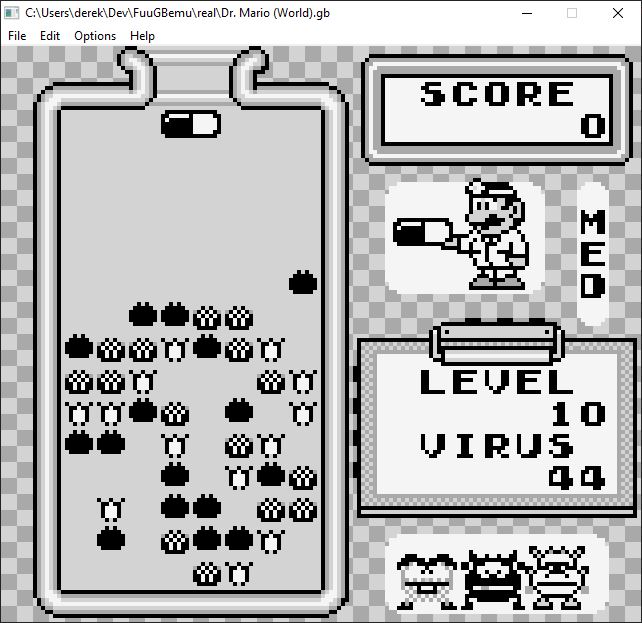 C:\Users\derek\Dev\FuuGBemu\real\Dr. Mario (World).gb
File Edit Options Help
SCORE
0
MED
LEVEL
10
VIRUS
44